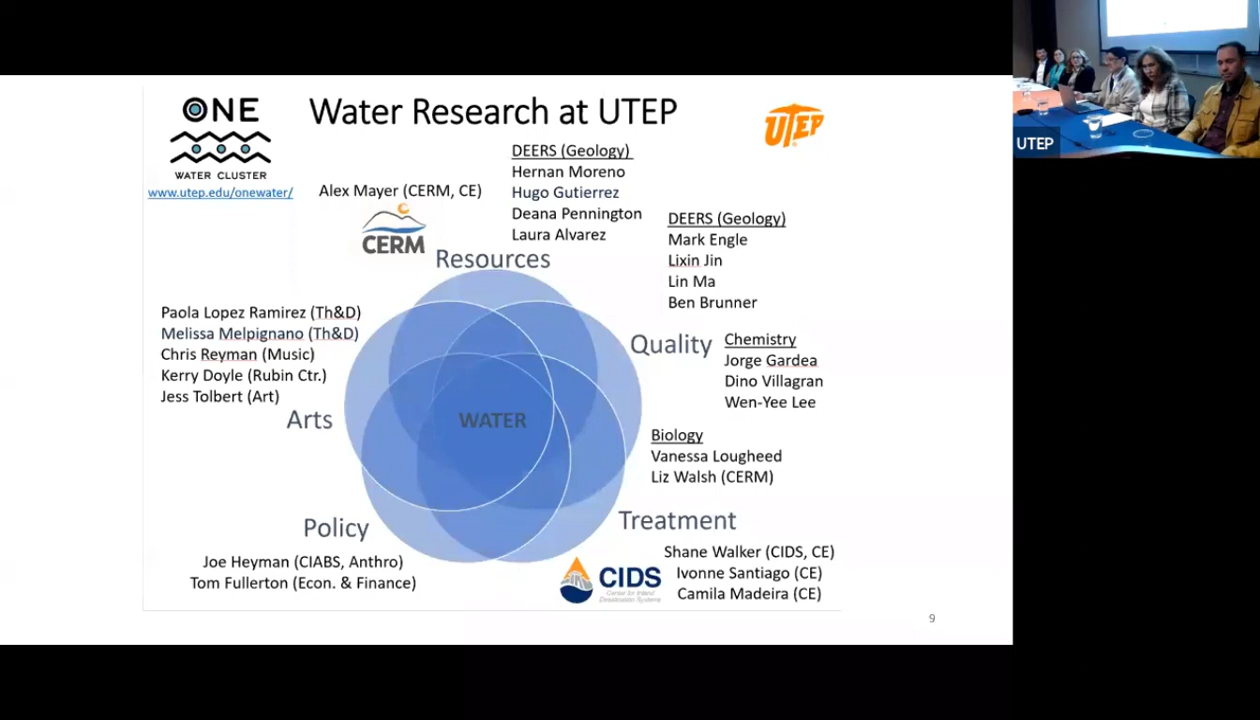 ONE
WATER CLUSTER
www.utep.edu/onewater/
Water Research at UTEP
UTEP
Alex Mayer (CERM, CE)
CERM
DEERS (Geology)
Hernan Moreno
Hugo Gutierrez
Deana Pennington
Laura Alvarez
Resources
DEERS (Geology)
Mark Engle
Lixin Jin
Lin Ma
Ben Brunner
Quality
Chemistry
Jorge Gardea
Dino Villagran
Wen-Yee Lee
Biology
Vanessa Lougheed
Liz Walsh (CERM)
Paola Lopez Ramirez (Th&D)
Melissa Melpignano (Th&D)
Chris Reyman (Music)
Kerry Doyle (Rubin Ctr.)
Jess Tolbert (Art)
Arts
WATER
Policy
Joe Heyman (CIABS, Anthro)
Tom Fullerton (Econ. & Finance)
Treatment
CIDS
Center for Inland
Desalination Systems
Shane Walker (CIDS, CE)
Ivonne Santiago (CE)
Camila Madeira (CE)
9
UTEP